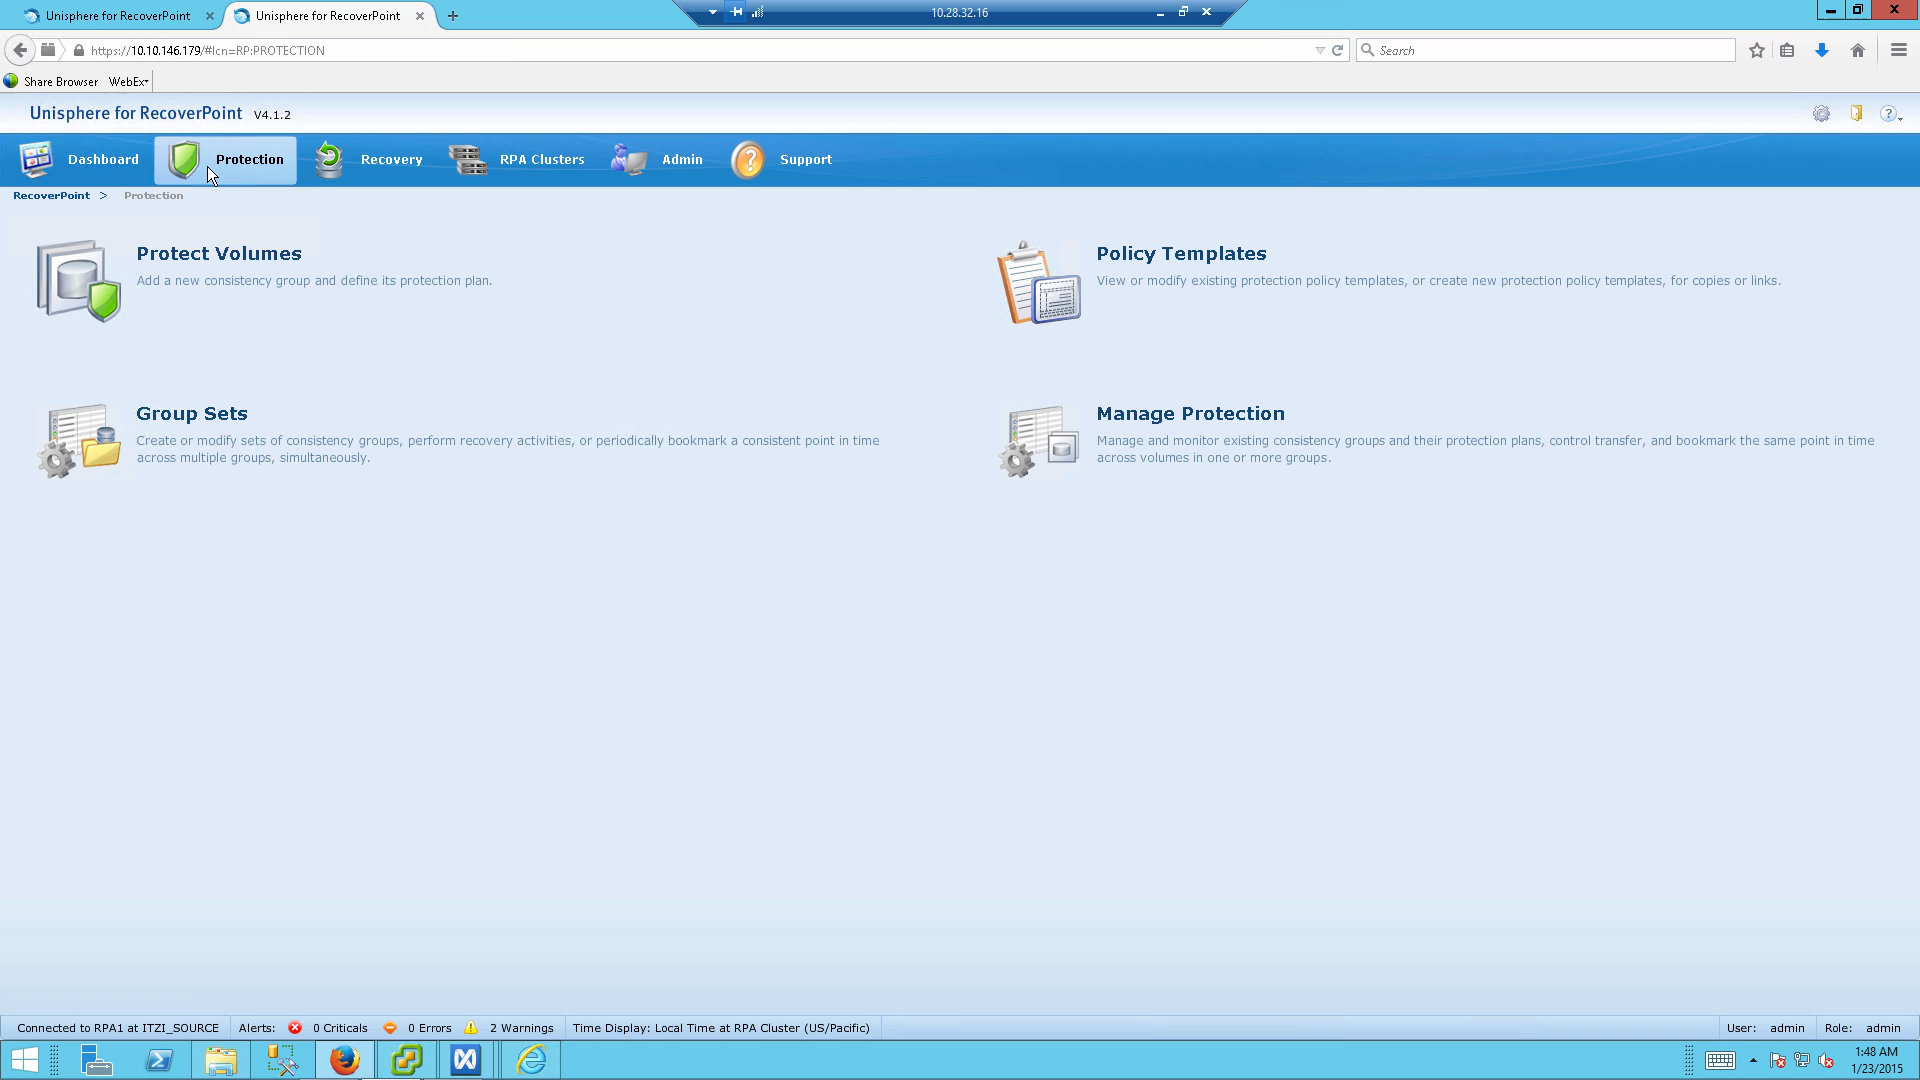 Unisphere for RecoverPoint
Unisphere for RecoverPoint
10.28.32.16
https://10.10.146.179/#lcn=RP:PROTECTION
Search
Share Browser WebEx
Unisphere for RecoverPoint V4.1.2
Dashboard
Protection
Recovery
RPA Clusters
Admin
Support
RecoverPoint > Protection
Protect Volumes
Add a new consistency group and define its protection plan.
Policy Templates
View or modify existing protection policy templates, or create new protection policy templates, for copies or links.
Group Sets
Create or modify sets of consistency groups, perform recovery activities, or periodically bookmark a consistent point in time
across multiple groups, simultaneously.
Manage Protection
Manage and monitor existing consistency groups and their protection plans, control transfer, and bookmark the same point in time
across volumes in one or more groups.
Connected to RPA1 at ITZI_SOURCE Alerts: 0 Criticals 0 Errors 2 Warnings Time Display: Local Time at RPA Cluster (US/Pacific) User: admin Role: admin
1:48 AM
1/23/2015